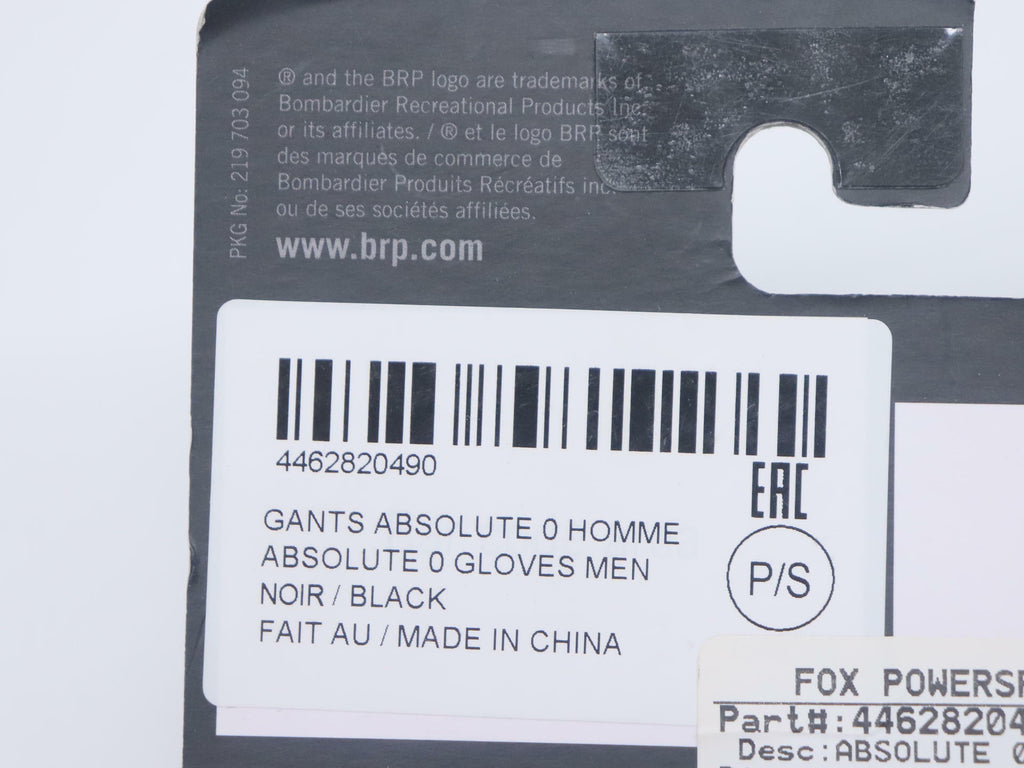 PKG No: 219 703 094
® and the BRP logo are trademarks of
Bombardier Recreational Products Inc.
or its affiliates. / ® et le logo BRP sont
des marques de commerce de
Bombardier Produits Récréatifs inc.
ou de ses sociétés affiliées.
www.brp.com
4462820490
EAC
GANTS ABSOLUTE 0 HOMME
ABSOLUTE 0 GLOVES MEN
NOIR / BLACK
FAIT AU / MADE IN CHINA
P/S
FOX POWERSP
Part#:44628204
Desc:ABSOLUTE 0